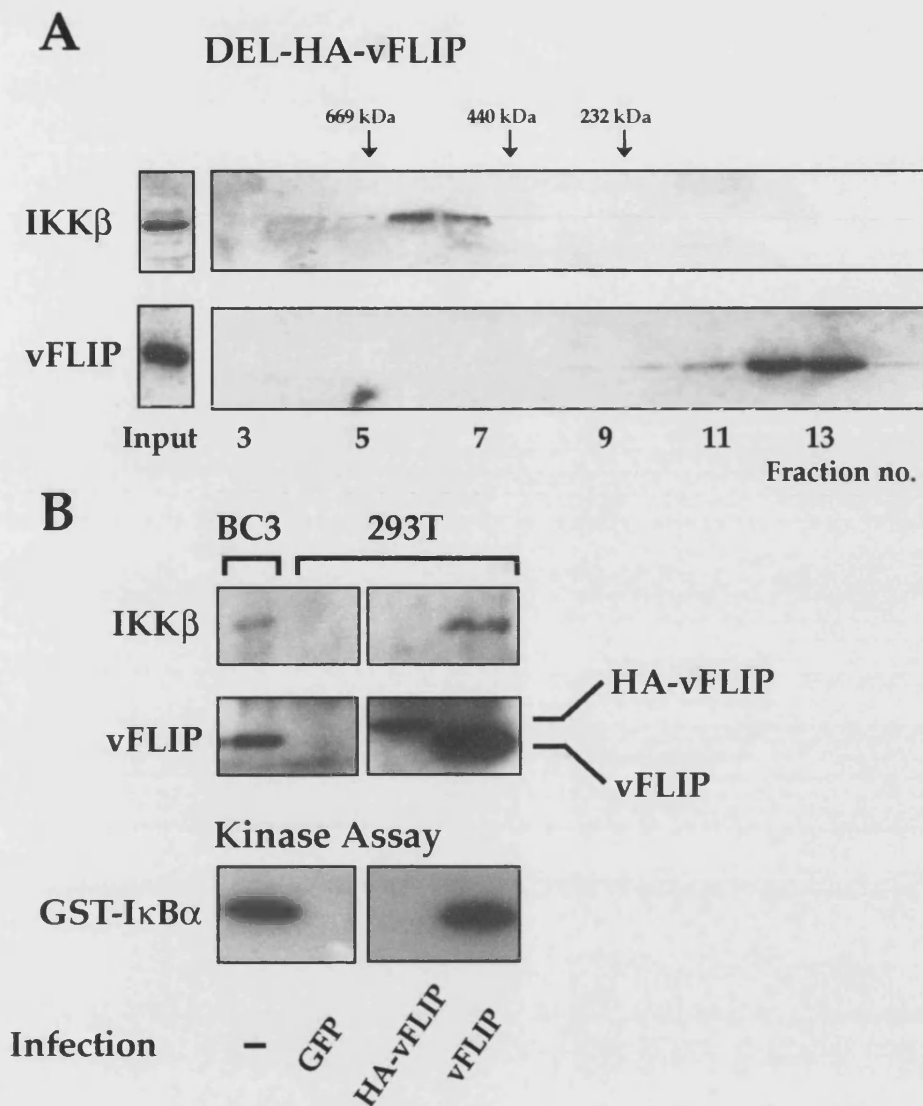 A
DEL-HA-vFLIP
669 kDa 440 kDa 232 kDa
IKKβ
vFLIP
Input 3 5 7 9 11 13
Fraction no.
B
BC3 293T
IKKβ
HA-vFLIP
vFLIP
vFLIP
Kinase Assay
GST-IκBα
Infection – GFP HA-vFLIP vFLIP